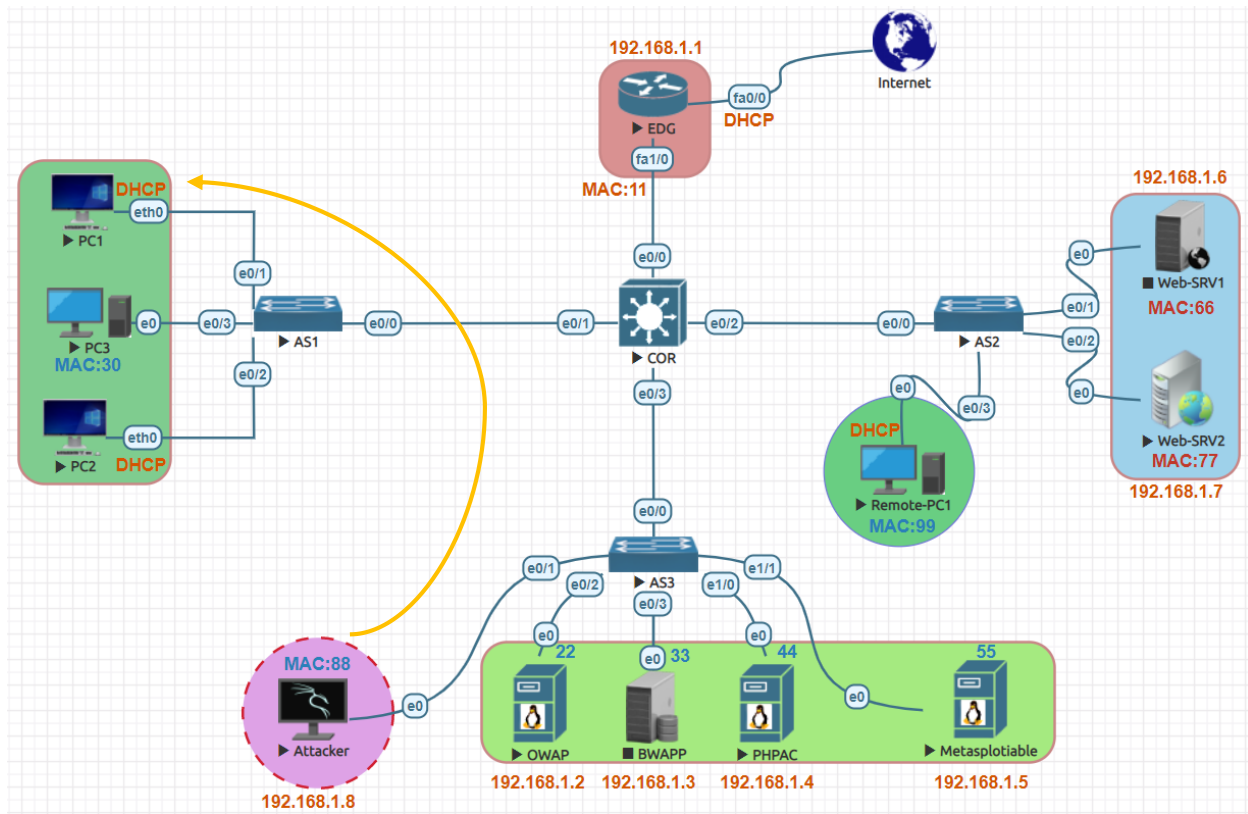 192.168.1.1
Internet
fa0/0
DHCP
EDG
fa1/0
MAC:11
DHCP
eth0
PC1
e0/1
PC3
e0
e0/3
MAC:30
AS1
e0/0
e0/2
eth0
PC2
DHCP
e0/0
e0/1
e0/2
COR
e0/3
192.168.1.6
e0
Web-SRV1
MAC:66
e0/0
e0/1
e0/2
AS2
e0
Web-SRV2
MAC:77
192.168.1.7
e0
e0/3
DHCP
Remote-PC1
MAC:99
e0/0
e0/1
e0/2
AS3
e1/0
e1/1
e0/3
MAC:88
e0
Attacker
192.168.1.8
e0
22
e0
33
e0
44
e0
55
OWAP
BWAPP
PHPAC
Metasplotiable
192.168.1.2
192.168.1.3
192.168.1.4
192.168.1.5